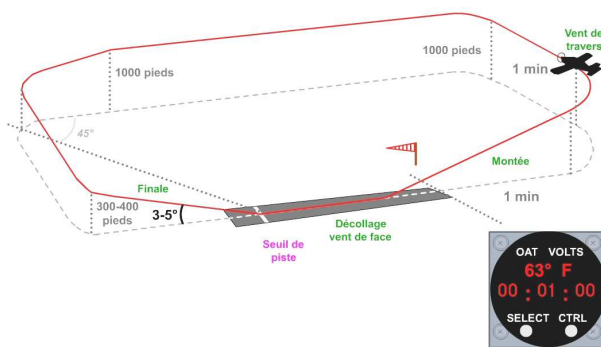 Vent de
travers
1000 pieds
1000 pieds
1 min
45°
Finale
Montée
300-400
pieds
3-5°
1 min
Seuil de
piste
Décollage
vent de face
OAT VOLTS
63° F
00 : 01 : 00
SELECT CTRL